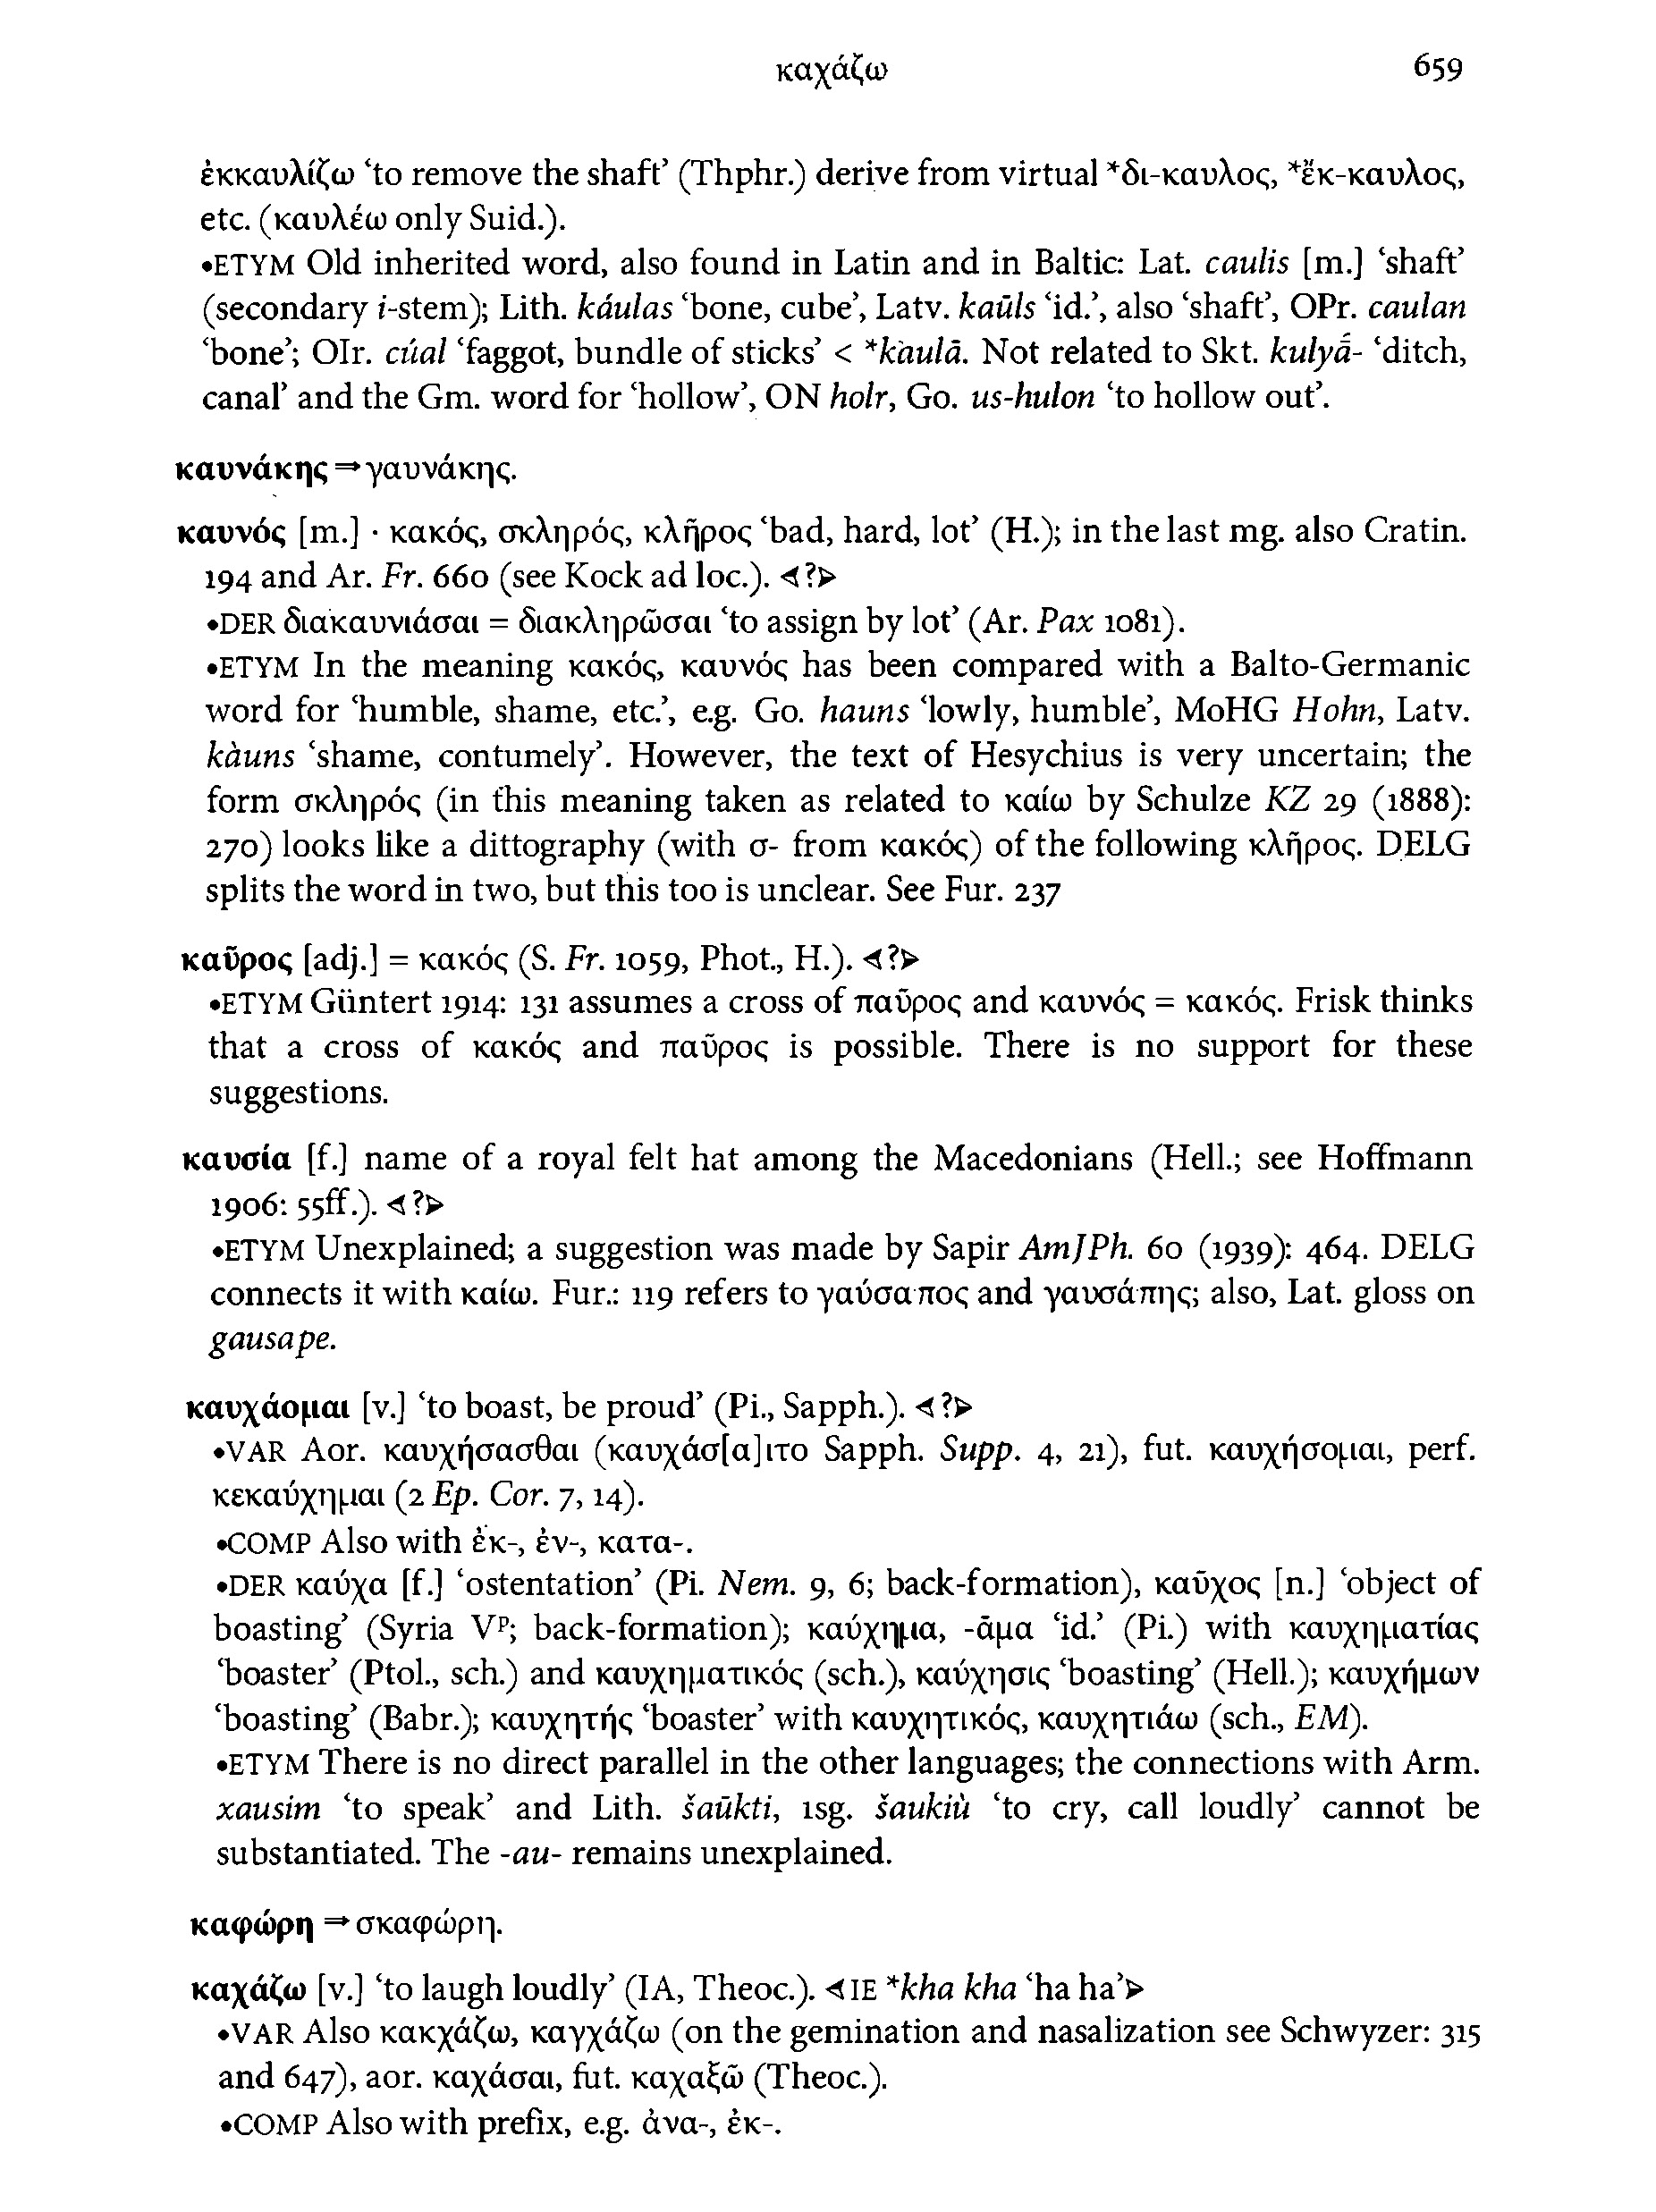 καχάζω 659
ἐκκαυλίζω ‘to remove the shaft’ (Thphr.) derive from virtual *δι-καυλος, *ἔκ-καυλος,
etc. (καυλέω only Suid.).
•ETYM Old inherited word, also found in Latin and in Baltic: Lat. caulis [m.] ‘shaft’
(secondary i-stem); Lith. káulas ‘bone, cube’, Latv. kaũls ‘id.’, also ‘shaft’, OPr. caulan
‘bone’; OIr. cúal ‘faggot, bundle of sticks’ < *kaulā. Not related to Skt. kulyā́- ‘ditch,
canal’ and the Gm. word for ‘hollow’, ON holr, Go. us-hulon ‘to hollow out’.
καυνάκης ⇒ γαυνάκης.
καυνός [m.] · κακός, σκληρός, κλῆρος ‘bad, hard, lot’ (H.); in the last mg. also Cratin.
194 and Ar. Fr. 660 (see Kock ad loc.). ◁?▷
•DER διακαυνιάσαι = διακληρῶσαι ‘to assign by lot’ (Ar. Pax 1081).
•ETYM In the meaning κακός, καυνός has been compared with a Balto-Germanic
word for ‘humble, shame, etc.’, e.g. Go. hauns ‘lowly, humble’, MoHG Hohn, Latv.
kàuns ‘shame, contumely’. However, the text of Hesychius is very uncertain; the
form σκληρός (in this meaning taken as related to καίω by Schulze KZ 29 (1888):
270) looks like a dittography (with σ- from κακός) of the following κλῆρος. DELG
splits the word in two, but this too is unclear. See Fur. 237
καῦρος [adj.] = κακός (S. Fr. 1059, Phot., H.). ◁?▷
•ETYM Güntert 1914: 131 assumes a cross of παῦρος and καυνός = κακός. Frisk thinks
that a cross of κακός and παῦρος is possible. There is no support for these
suggestions.
καυσία [f.] name of a royal felt hat among the Macedonians (Hell.; see Hoffmann
1906: 55ff.). ◁?▷
•ETYM Unexplained; a suggestion was made by Sapir AmJPh. 60 (1939): 464. DELG
connects it with καίω. Fur.: 119 refers to γαύσαπος and γαυσάπης; also, Lat. gloss on
gausape.
καυχάομαι [v.] ‘to boast, be proud’ (Pi., Sapph.). ◁?▷
•VAR Aor. καυχήσασθαι (καυχάσ[α]ιτο Sapph. Supp. 4, 21), fut. καυχήσομαι, perf.
κεκαύχημαι (2 Ep. Cor. 7, 14).
•COMP Also with ἐκ-, ἐν-, κατα-.
•DER καύχα [f.] ‘ostentation’ (Pi. Nem. 9, 6; back-formation), καῦχος [n.] ‘object of
boasting’ (Syria Vᵖ; back-formation); καύχημα, -ᾱμα ‘id.’ (Pi.) with καυχηματίας
‘boaster’ (Ptol., sch.) and καυχηματικός (sch.), καύχησις ‘boasting’ (Hell.); καυχήμων
‘boasting’ (Babr.); καυχητής ‘boaster’ with καυχητικός, καυχητιάω (sch., EM).
•ETYM There is no direct parallel in the other languages; the connections with Arm.
xausim ‘to speak’ and Lith. šaũkti, 1sg. šaukiù ‘to cry, call loudly’ cannot be
substantiated. The -au- remains unexplained.
καφώρη ⇒ σκαφώρη.
καχάζω [v.] ‘to laugh loudly’ (IA, Theoc.). ◁IE *kha kha ‘ha ha’▷
•VAR Also κακχάζω, καγχάζω (on the gemination and nasalization see Schwyzer: 315
and 647), aor. καχάσαι, fut. καχαξῶ (Theoc.).
•COMP Also with prefix, e.g. ἀνα-, ἐκ-.